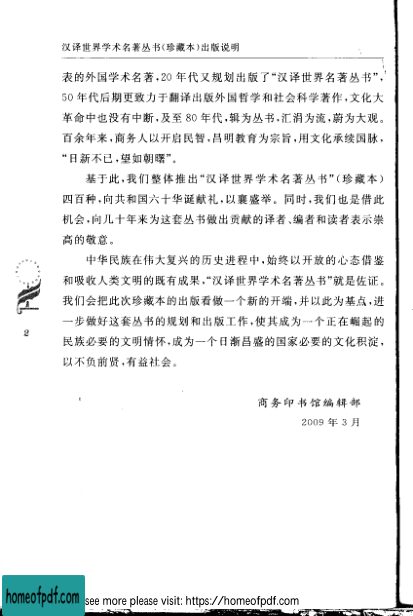 汉译世界学术名著丛书(珍藏本)出版说明
表的外国学术名著,20 年代又规划出版了“汉译世界名著丛书”,
50 年代后期更致力于翻译出版外国哲学和社会科学著作,文化大
革命中也没有中断,及至 80 年代,辑为丛书,汇涓为流,蔚为大观。
百余年来,商务人以开启民智,昌明教育为宗旨,用文化承续国脉,
“日新不已,望如朝曙”。
基于此,我们整体推出“汉译世界学术名著丛书”(珍藏本)
四百种,向共和国六十华诞献礼,以襄盛举。同时,我们也是借此
机会,向几十年来为这套丛书做出贡献的译者、编者和读者表示崇
高的敬意。
中华民族在伟大复兴的历史进程中,始终以开放的心态借鉴
和吸收人类文明的既有成果,“汉译世界学术名著丛书”就是佐证。
我们会把此次珍藏本的出版看做一个新的开端,并以此为基点,进
一步做好这套丛书的规划和出版工作,使其成为一个正在崛起的
民族必要的文明情怀,成为一个日渐昌盛的国家必要的文化积淀,
以不负前贤,有益社会。
2
商务印书馆编辑部
2009 年 3 月
homeofpdf.com
see more please visit: https://homeofpdf.com